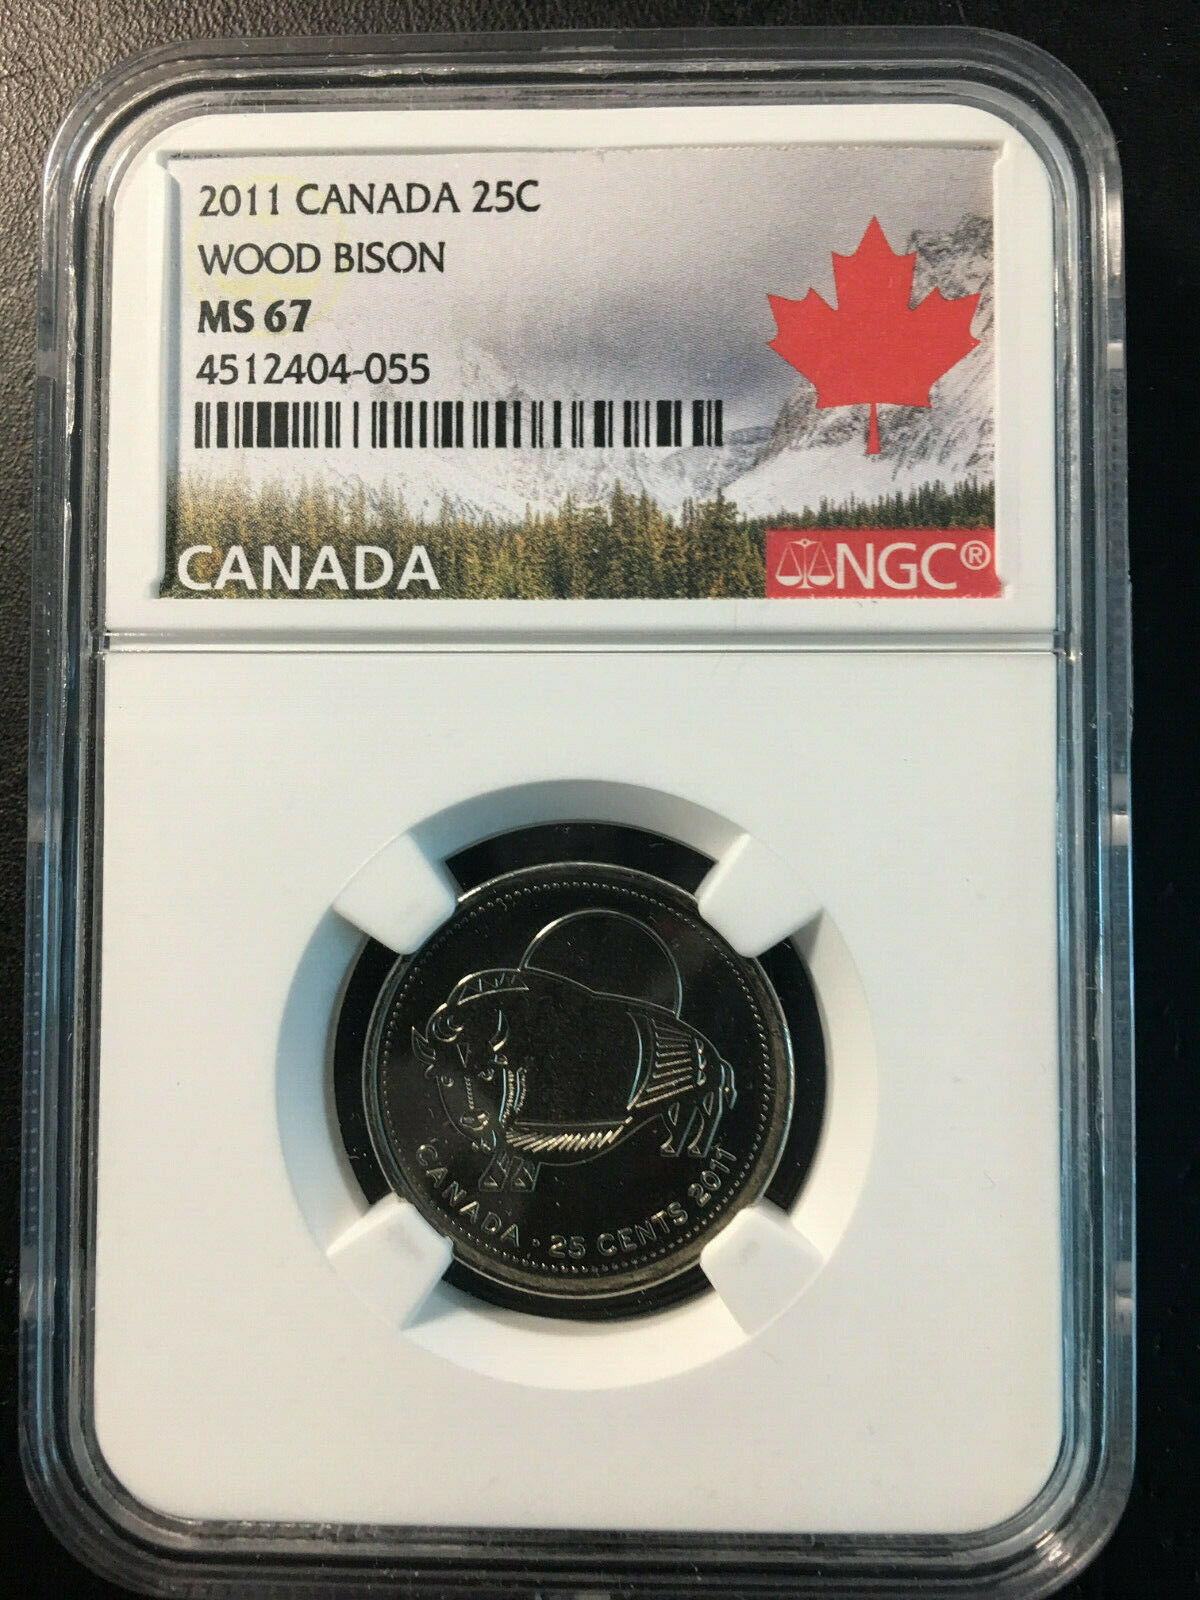 2011 CANADA 25C
WOOD BISON
MS 67
4512404-055
CANADA
NGC®
CANADA • 25 CENTS 2011